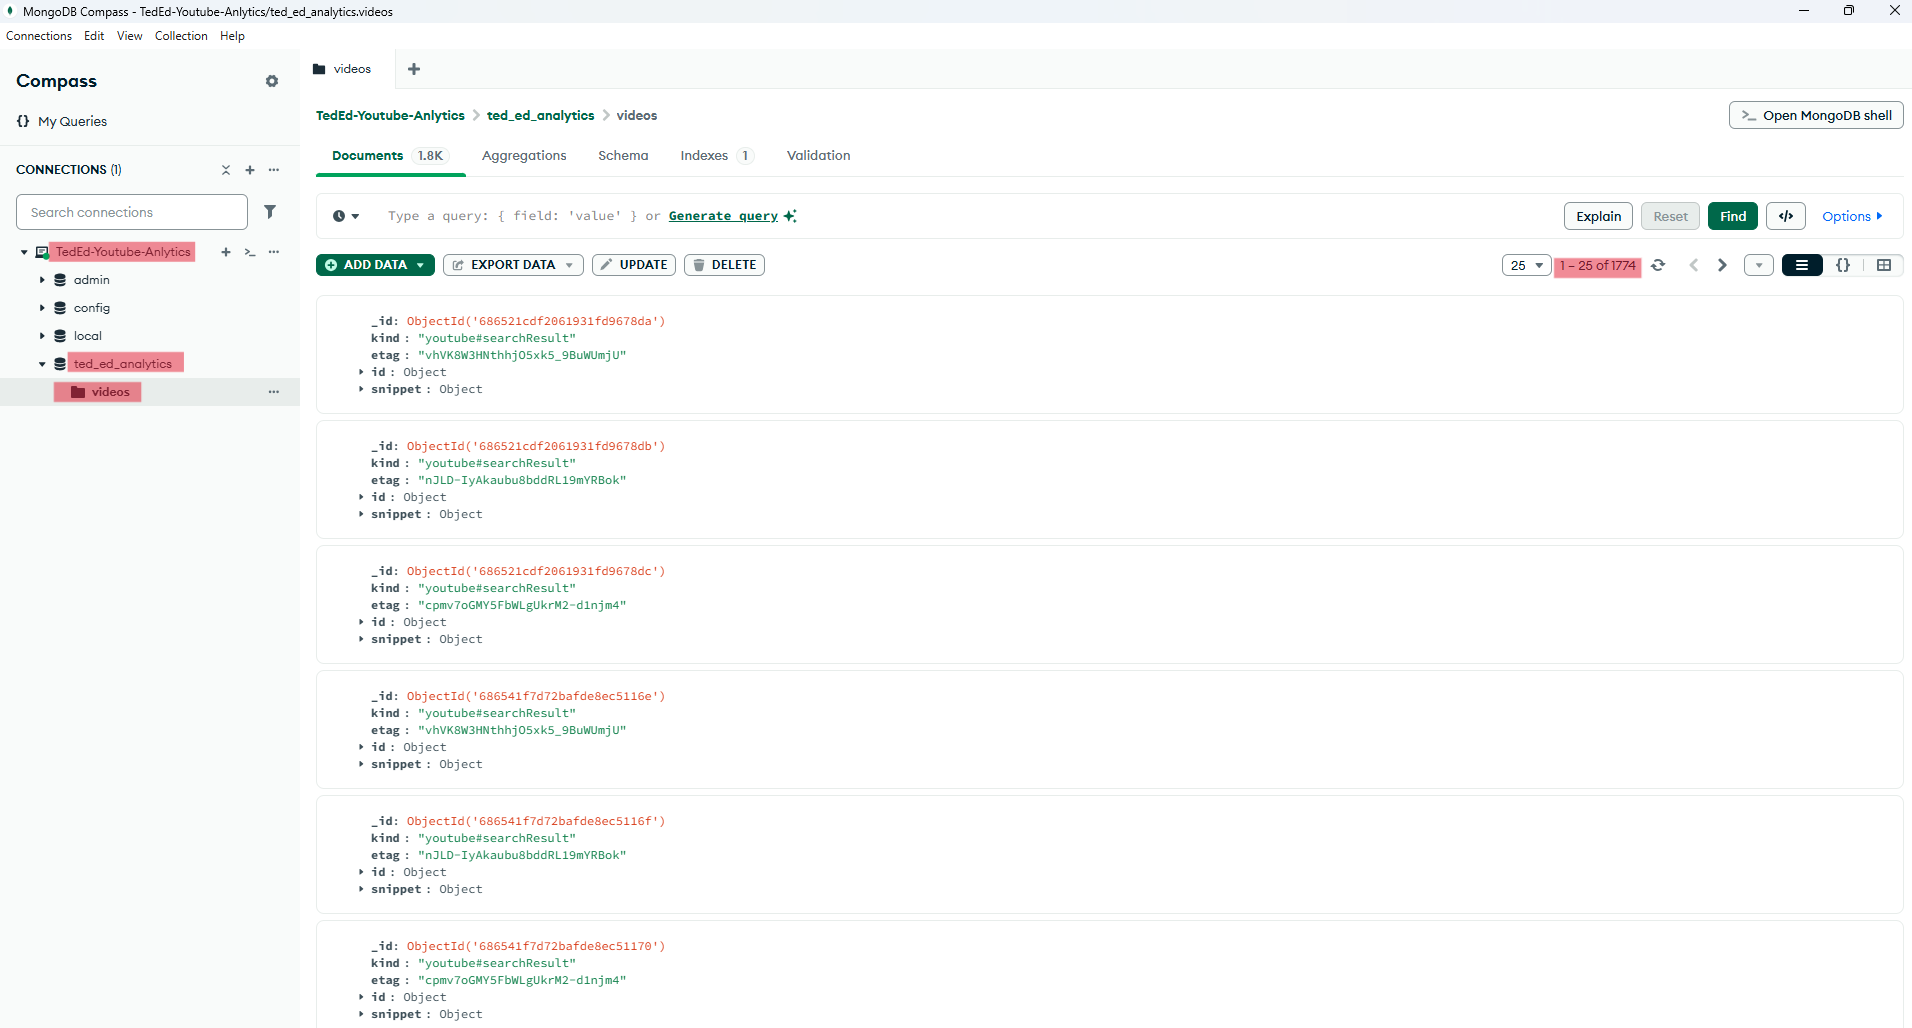 MongoDB Compass - TedEd-Youtube-Anlytics/ted_ed_analytics.videos
Connections Edit View Collection Help
Compass
{} My Queries
CONNECTIONS (1)
Search connections
TedEd-Youtube-Anlytics
admin
config
local
ted_ed_analytics
videos
videos
TedEd-Youtube-Anlytics > ted_ed_analytics > videos
>_ Open MongoDB shell
Documents 1.8K Aggregations Schema Indexes 1 Validation
Type a query: { field: 'value' } or Generate query
Explain Reset Find </> Options
ADD DATA EXPORT DATA UPDATE DELETE
25 1 – 25 of 1774 {}
_id: ObjectId('686521cdf2061931fd9678da')
kind : "youtube#searchResult"
etag : "vhVK8W3HNthhjO5xk5_9BuWUmjU"
id : Object
snippet : Object
_id: ObjectId('686521cdf2061931fd9678db')
kind : "youtube#searchResult"
etag : "nJLD-IyAkaubu8bddRL19mYRBok"
id : Object
snippet : Object
_id: ObjectId('686521cdf2061931fd9678dc')
kind : "youtube#searchResult"
etag : "cpmv7oGMY5FbWLgUkrM2-d1njm4"
id : Object
snippet : Object
_id: ObjectId('686541f7d72bafde8ec5116e')
kind : "youtube#searchResult"
etag : "vhVK8W3HNthhjO5xk5_9BuWUmjU"
id : Object
snippet : Object
_id: ObjectId('686541f7d72bafde8ec5116f')
kind : "youtube#searchResult"
etag : "nJLD-IyAkaubu8bddRL19mYRBok"
id : Object
snippet : Object
_id: ObjectId('686541f7d72bafde8ec51170')
kind : "youtube#searchResult"
etag : "cpmv7oGMY5FbWLgUkrM2-d1njm4"
id : Object
snippet : Object